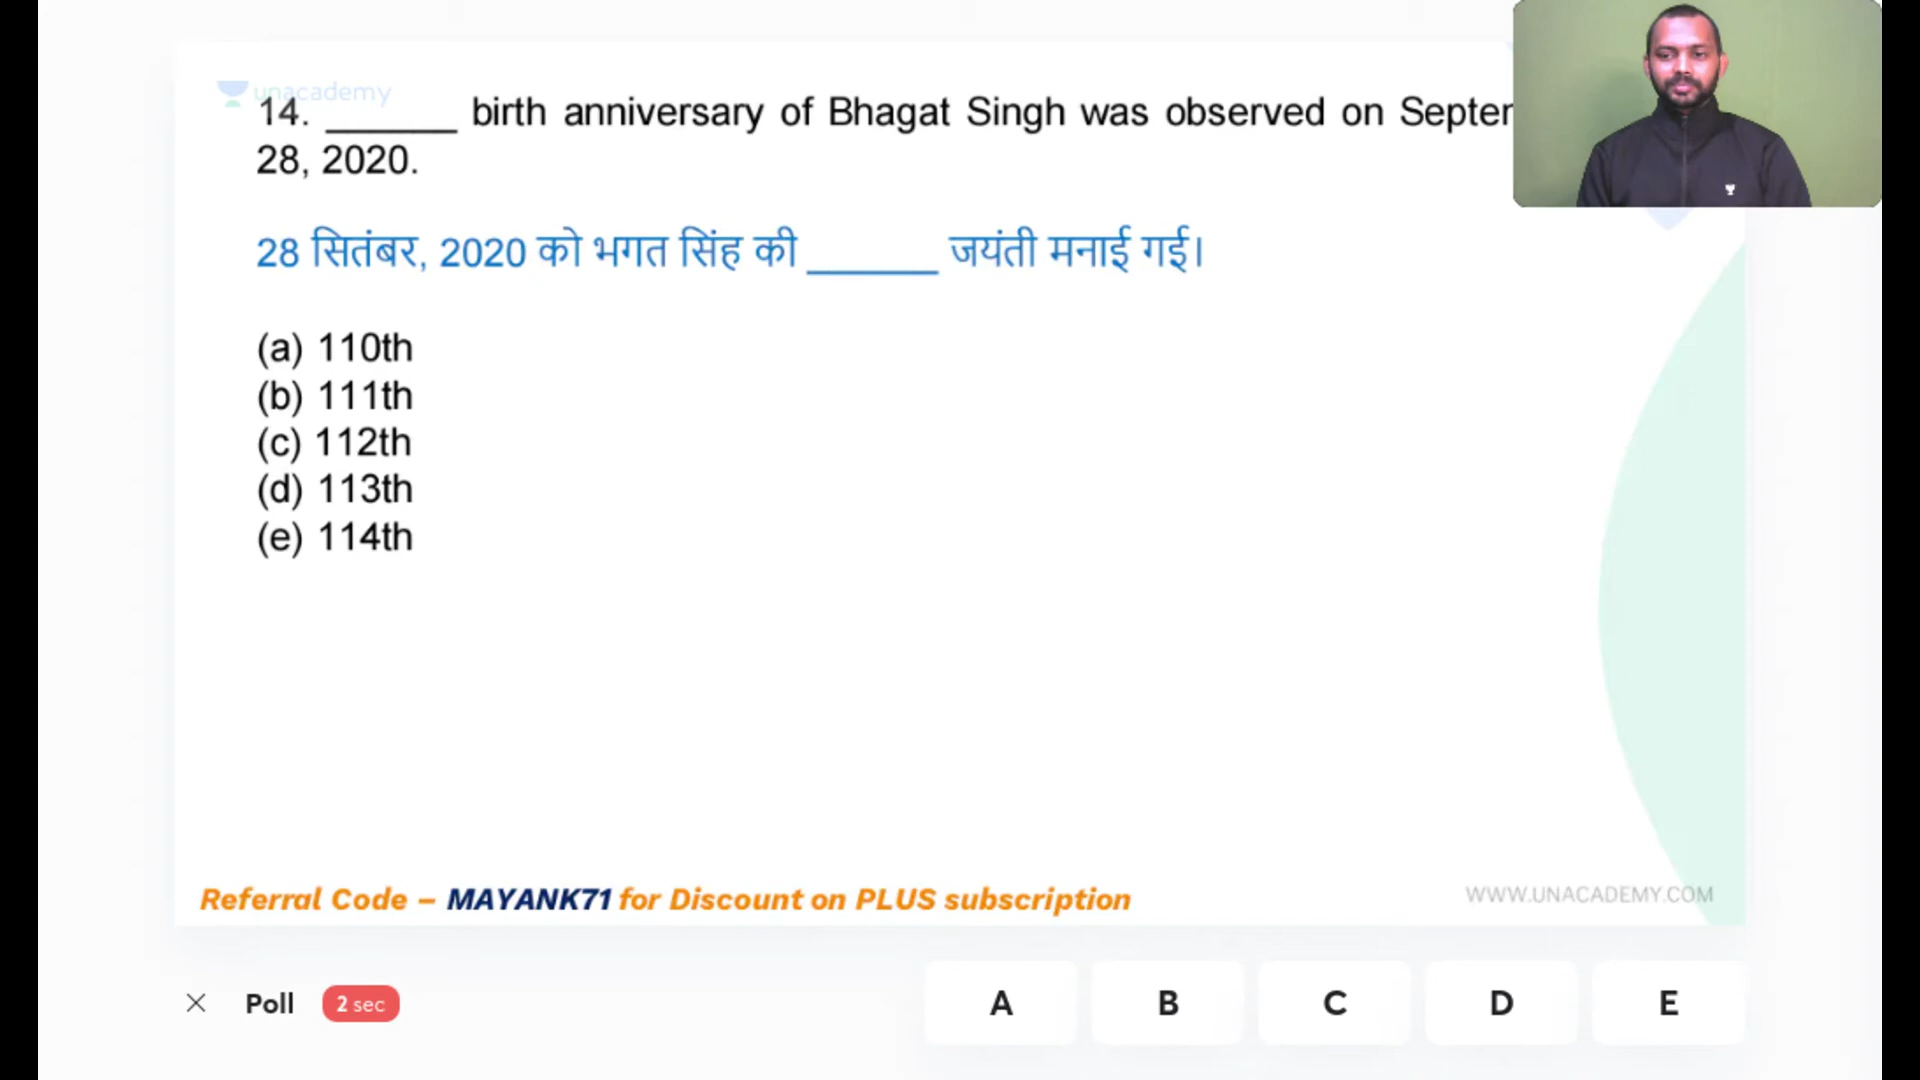 unacademy
14. ______ birth anniversary of Bhagat Singh was observed on
28, 2020.
28 सितंबर, 2020 को भगत सिंह की ______ जयंती मनाई गई।
(a) 110th
(b) 111th
(c) 112th
(d) 113th
(e) 114th
Referral Code – MAYANK71 for Discount on PLUS subscription
WWW.UNACADEMY.COM
× Poll 2 sec A B C D E